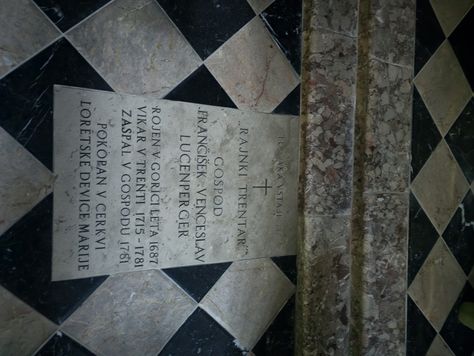 RAJNKI TRENTAR"
GOSPOD
FRANČIŠEK VENCESLAV
LUCENPERGER
ROJEN V GORICI LETA 1687
VIKAR V TRENTI 1715-1781
ZASPAL V GOSPODU 1781
POKOPAN V CERKVI
LORETSKE DEVICE MARIJE